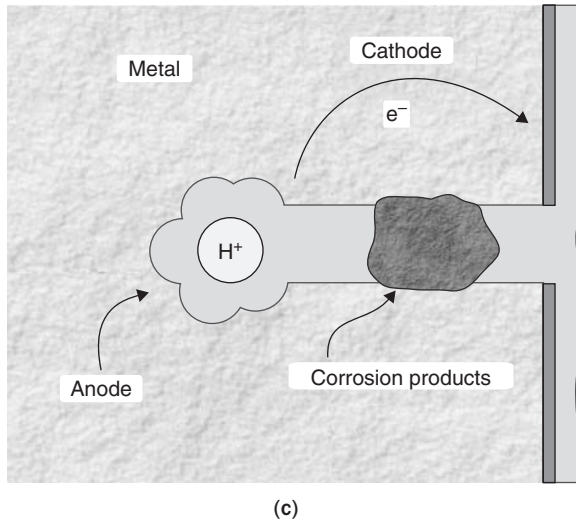 Cathode
Metal
e⁻
H⁺
Anode
Corrosion products
(c)